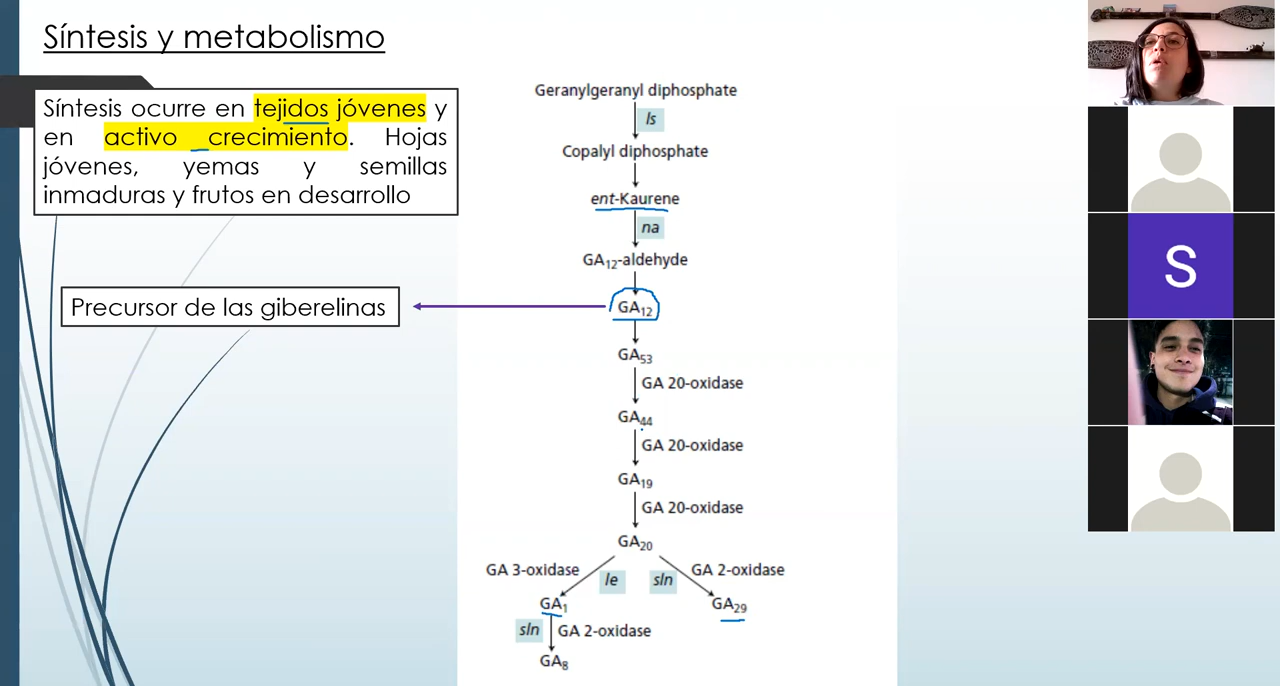 Síntesis y metabolismo
Síntesis ocurre en tejidos jóvenes y
en activo crecimiento. Hojas
jóvenes, yemas y semillas
inmaduras y frutos en desarrollo
Precursor de las giberelinas
Geranylgeranyl diphosphate
ls
Copalyl diphosphate
ent-Kaurene
na
GA12-aldehyde
GA12
GA53
GA 20-oxidase
GA44
GA 20-oxidase
GA19
GA 20-oxidase
GA20
GA 3-oxidase
le
sln
GA 2-oxidase
GA1
GA29
sln
GA 2-oxidase
GA8
S